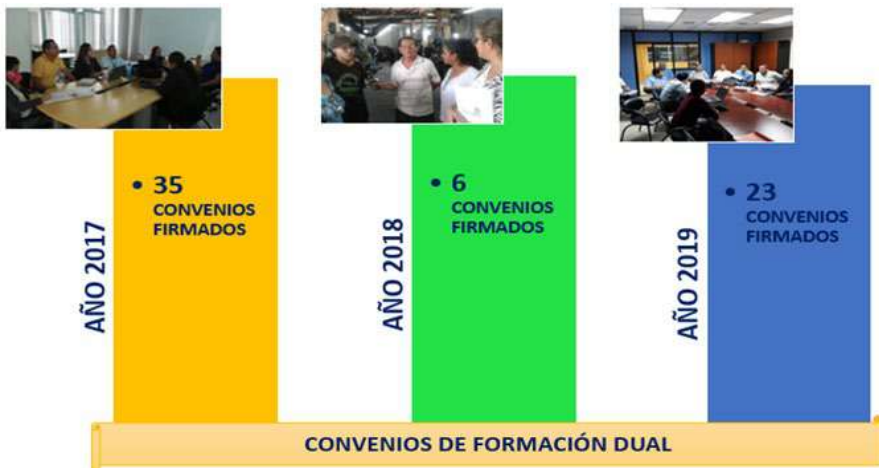 AÑO 2017
• 35
CONVENIOS
FIRMADOS
AÑO 2018
• 6
CONVENIOS
FIRMADOS
AÑO 2019
• 23
CONVENIOS
FIRMADOS
CONVENIOS DE FORMACIÓN DUAL